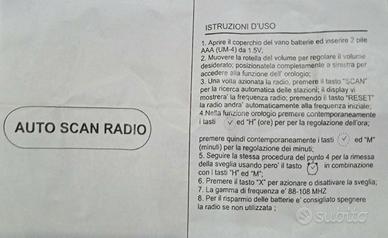 AUTO SCAN RADIO
ISTRUZIONI D'USO
1. Aprire il coperchio del vano batterie ed inserire 2 pile
AAA (UM-4) da 1.5V;
2. Muovere la rotella del volume per regolare il volume
desiderato; posizionatela completamente a sinistra per
accedere alla funzione dell' orologio;
3. Una volta azionata la radio, premere il tasto "SCAN"
per la ricerca automatica delle stazioni; il display vi
mostrera' la frequenza radio; premendo il tasto "RESET"
la radio andra' automaticamente alla frequenza iniziale;
4.Nella funzione orologio premere contemporaneamente
i tasti ed "H" (ore) per per la regolazione dell'ora;
premere quindi contemporaneamente i tasti ed "M"
(minuti) per la regolazione dei minuti;
5. Seguire la stessa procedura del punto 4 per la rimessa
della sveglia usando pero' il tasto in combinazione
con i tasti "H" ed "M";
6. Premere il tasto "X" per azionare o disattivare la sveglia;
7. La gamma di frequenza e' 88-108 MHZ
8. Per il risparmio delle batterie e' consigliato spegnere
la radio se non utilizzata ;
subito